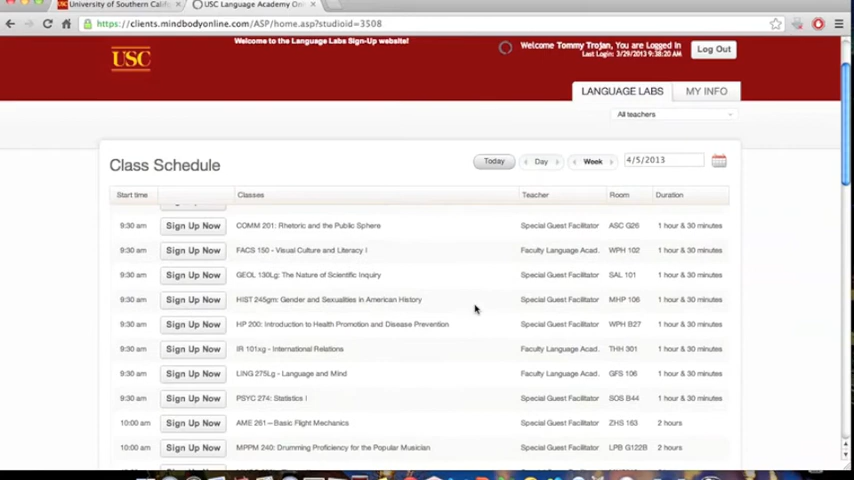 University of Southern Calif
USC Language Academy Onl
https://clients.mindbodyonline.com/ASP/home.asp?studioid=3508
Welcome to the Language Labs Sign-Up website!
Welcome Tommy Trojan, You are Logged In
Last Login: 3/29/2013 9:38:20 AM
Log Out
USC
LANGUAGE LABS
MY INFO
All teachers
Class Schedule
Today
Day
Week
4/5/2013
Start time Classes Teacher Room Duration
9:30 am Sign Up Now COMM 201: Rhetoric and the Public Sphere Special Guest Facilitator ASC G26 1 hour & 30 minutes
9:30 am Sign Up Now FACS 150 - Visual Culture and Literacy I Faculty Language Acad. WPH 102 1 hour & 30 minutes
9:30 am Sign Up Now GEOL 130Lg: The Nature of Scientific Inquiry Special Guest Facilitator SAL 101 1 hour & 30 minutes
9:30 am Sign Up Now HIST 245gm: Gender and Sexualities in American History Special Guest Facilitator MHP 106 1 hour & 30 minutes
9:30 am Sign Up Now HP 200: Introduction to Health Promotion and Disease Prevention Special Guest Facilitator WPH B27 1 hour & 30 minutes
9:30 am Sign Up Now IR 101xg - International Relations Faculty Language Acad. THH 301 1 hour & 30 minutes
9:30 am Sign Up Now LING 275Lg - Language and Mind Faculty Language Acad. GFS 106 1 hour & 30 minutes
9:30 am Sign Up Now PSYC 274: Statistics I Special Guest Facilitator SOS B44 1 hour & 30 minutes
10:00 am Sign Up Now AME 261—Basic Flight Mechanics Special Guest Facilitator ZHS 163 2 hours
10:00 am Sign Up Now MPPM 240: Drumming Proficiency for the Popular Musician Special Guest Facilitator LPB G122B 2 hours